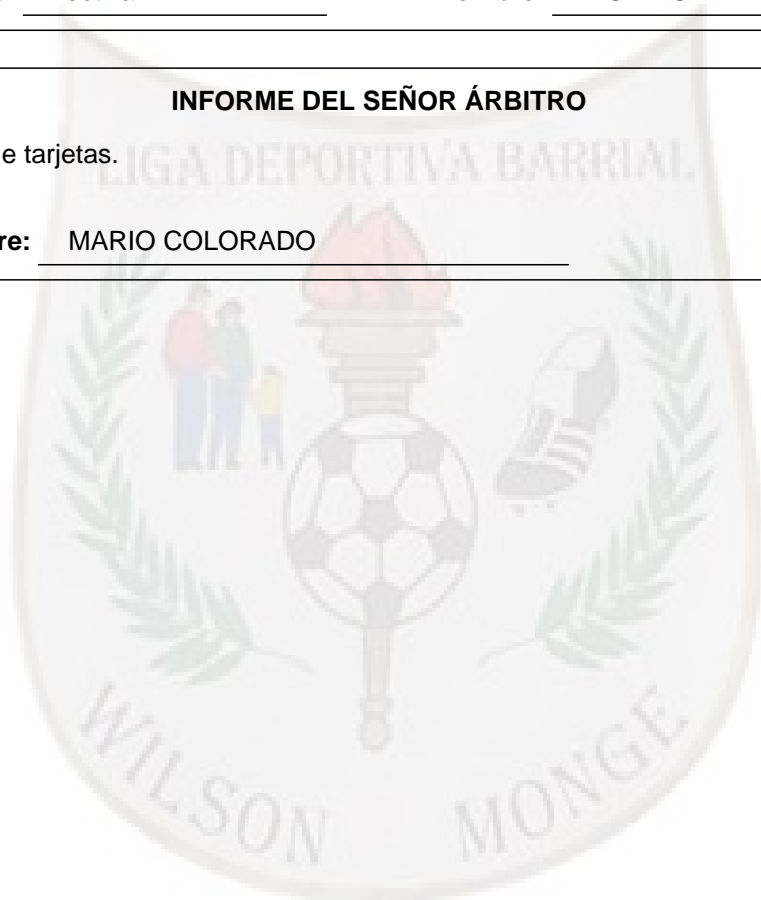 INFORME DEL SEÑOR ÁRBITRO
e tarjetas.
LIGA DEPORTIVA BARRIAL
re: MARIO COLORADO
WILSON MONGE